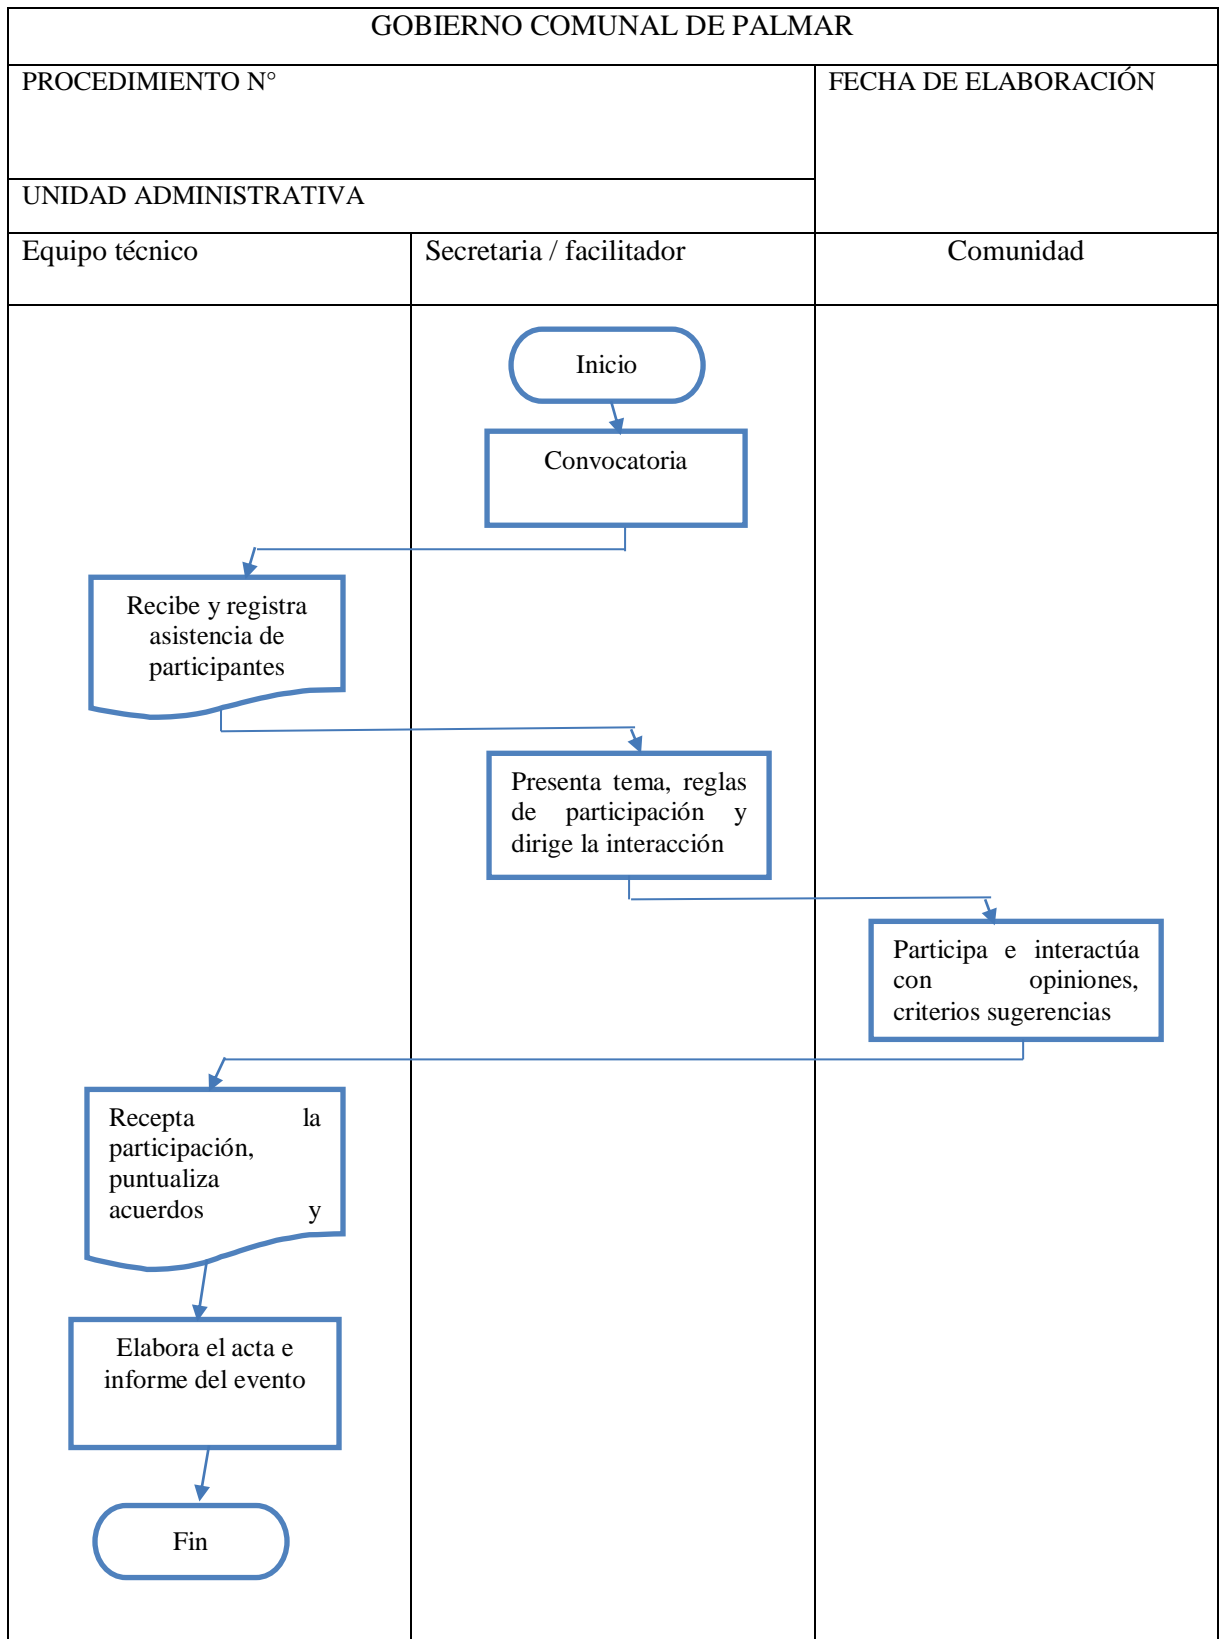 GOBIERNO COMUNAL DE PALMAR
PROCEDIMIENTO N°
FECHA DE ELABORACIÓN
UNIDAD ADMINISTRATIVA
Equipo técnico
Secretaria / facilitador
Comunidad
Inicio
Convocatoria
Recibe y registra
asistencia de
participantes
Presenta tema, reglas
de participación y
dirige la interacción
Participa e interactúa
con opiniones,
criterios sugerencias
Recepta la
participación,
puntualiza
acuerdos y
Elabora el acta e
informe del evento
Fin